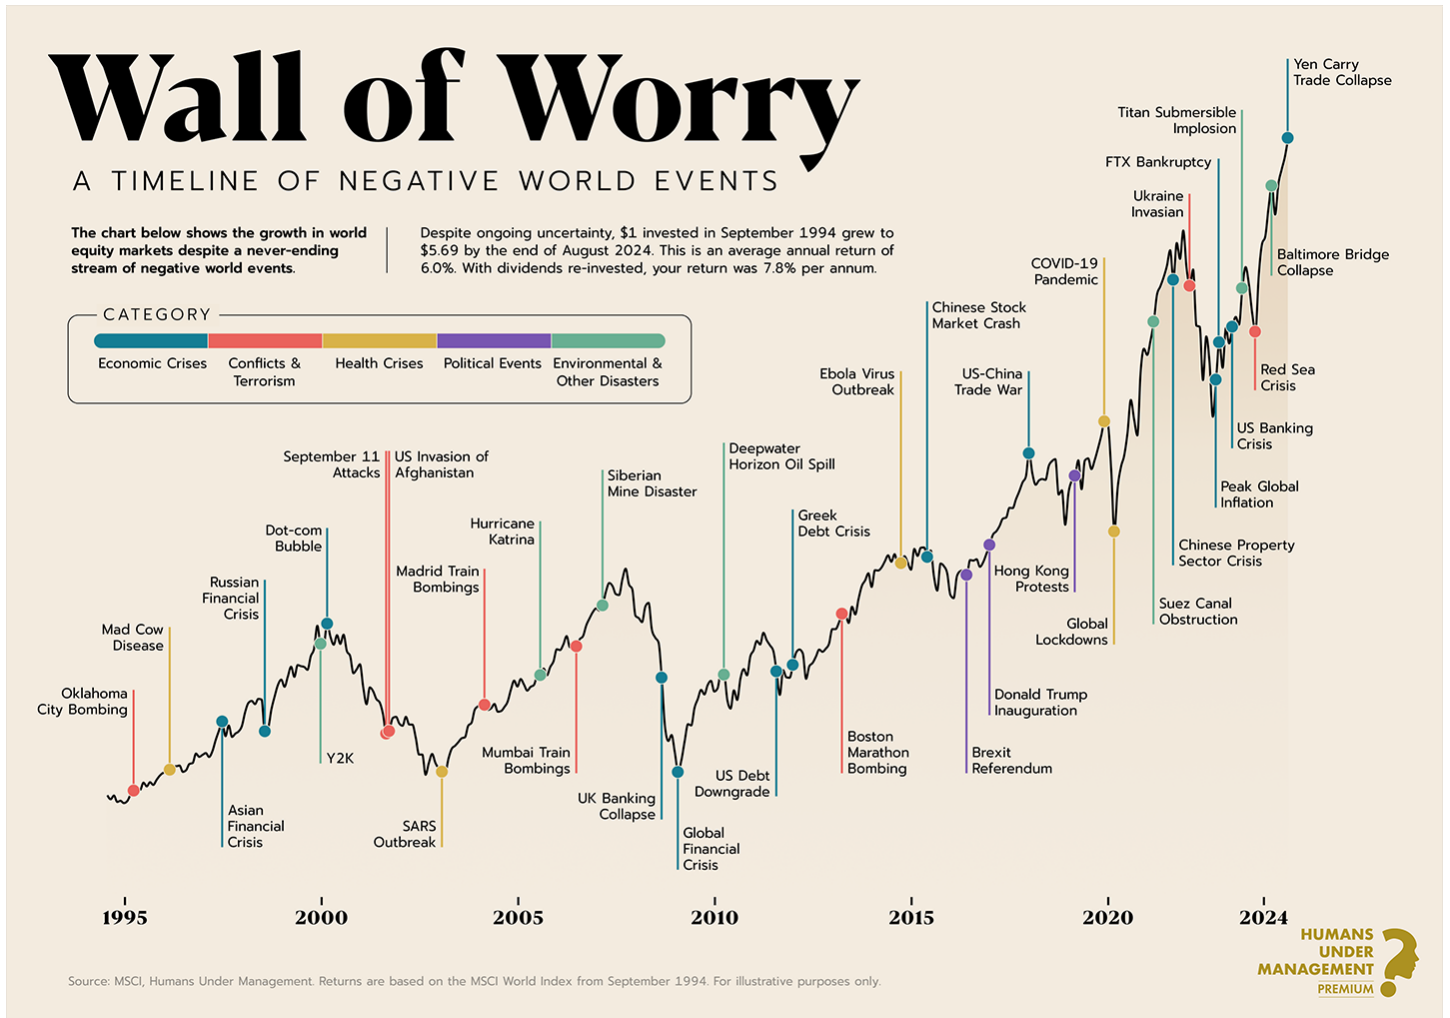 Wall of Worry
A TIMELINE OF NEGATIVE WORLD EVENTS
The chart below shows the growth in world
equity markets despite a never-ending
stream of negative world events.
Despite ongoing uncertainty, $1 invested in September 1994 grew to
$5.69 by the end of August 2024. This is an average annual return of
6.0%. With dividends re-invested, your return was 7.8% per annum.
CATEGORY
Economic Crises
Conflicts &
Terrorism
Health Crises
Political Events
Environmental &
Other Disasters
Oklahoma
City Bombing
Mad Cow
Disease
Asian
Financial
Crisis
Russian
Financial
Crisis
Y2K
Dot-com
Bubble
September 11
Attacks
US Invasion of
Afghanistan
SARS
Outbreak
Madrid Train
Bombings
Hurricane
Katrina
Mumbai Train
Bombings
Siberian
Mine Disaster
UK Banking
Collapse
Global
Financial
Crisis
Deepwater
Horizon Oil Spill
US Debt
Downgrade
Greek
Debt Crisis
Boston
Marathon
Bombing
Ebola Virus
Outbreak
Chinese Stock
Market Crash
Brexit
Referendum
Donald Trump
Inauguration
US-China
Trade War
Hong Kong
Protests
COVID-19
Pandemic
Global
Lockdowns
Suez Canal
Obstruction
Chinese Property
Sector Crisis
Ukraine
Invasian
Peak Global
Inflation
FTX Bankruptcy
US Banking
Crisis
Titan Submersible
Implosion
Red Sea
Crisis
Baltimore Bridge
Collapse
Yen Carry
Trade Collapse
1995
2000
2005
2010
2015
2020
2024
Source: MSCI, Humans Under Management. Returns are based on the MSCI World Index from September 1994. For illustrative purposes only.
HUMANS
UNDER
MANAGEMENT
PREMIUM